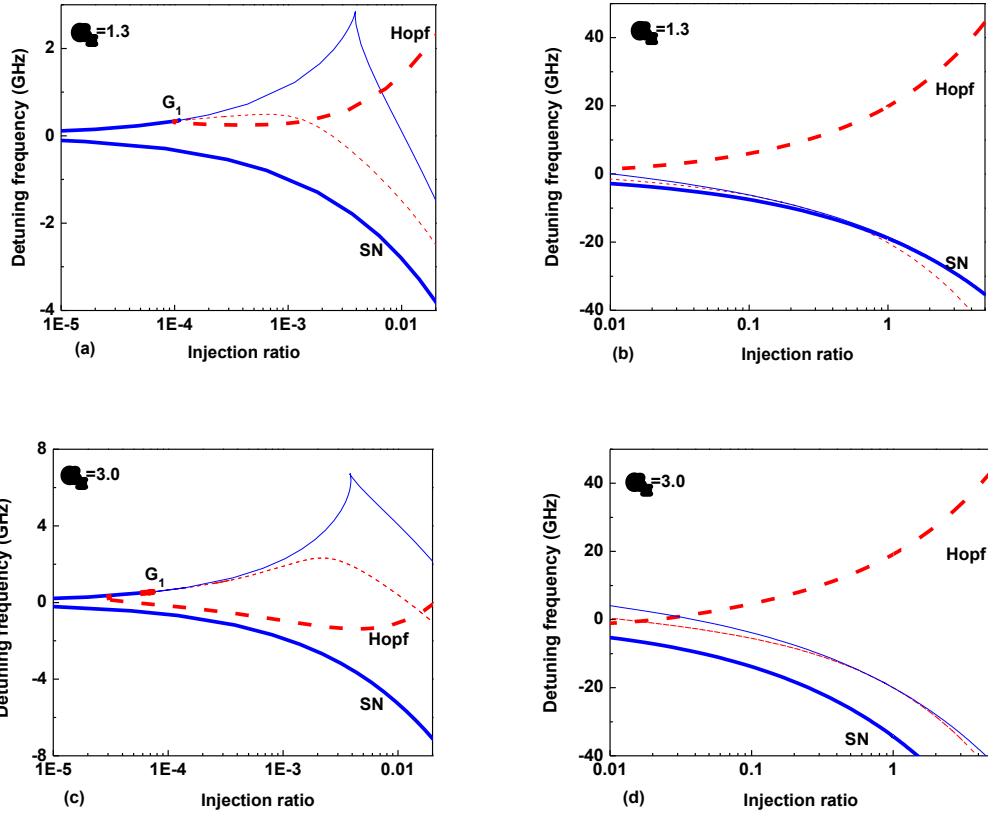 =1.3
Detuning frequency (GHz)
2
0
-2
-4
G1
Hopf
SN
1E-5
1E-4
1E-3
0.01
(a)
Injection ratio
=1.3
Detuning frequency (GHz)
40
20
0
-20
-40
Hopf
SN
0.01
0.1
1
(b)
Injection ratio
=3.0
Detuning frequency (GHz)
8
4
0
-4
-8
G1
Hopf
SN
1E-5
1E-4
1E-3
0.01
(c)
Injection ratio
=3.0
Detuning frequency (GHz)
40
20
0
-20
-40
Hopf
SN
0.01
0.1
1
(d)
Injection ratio